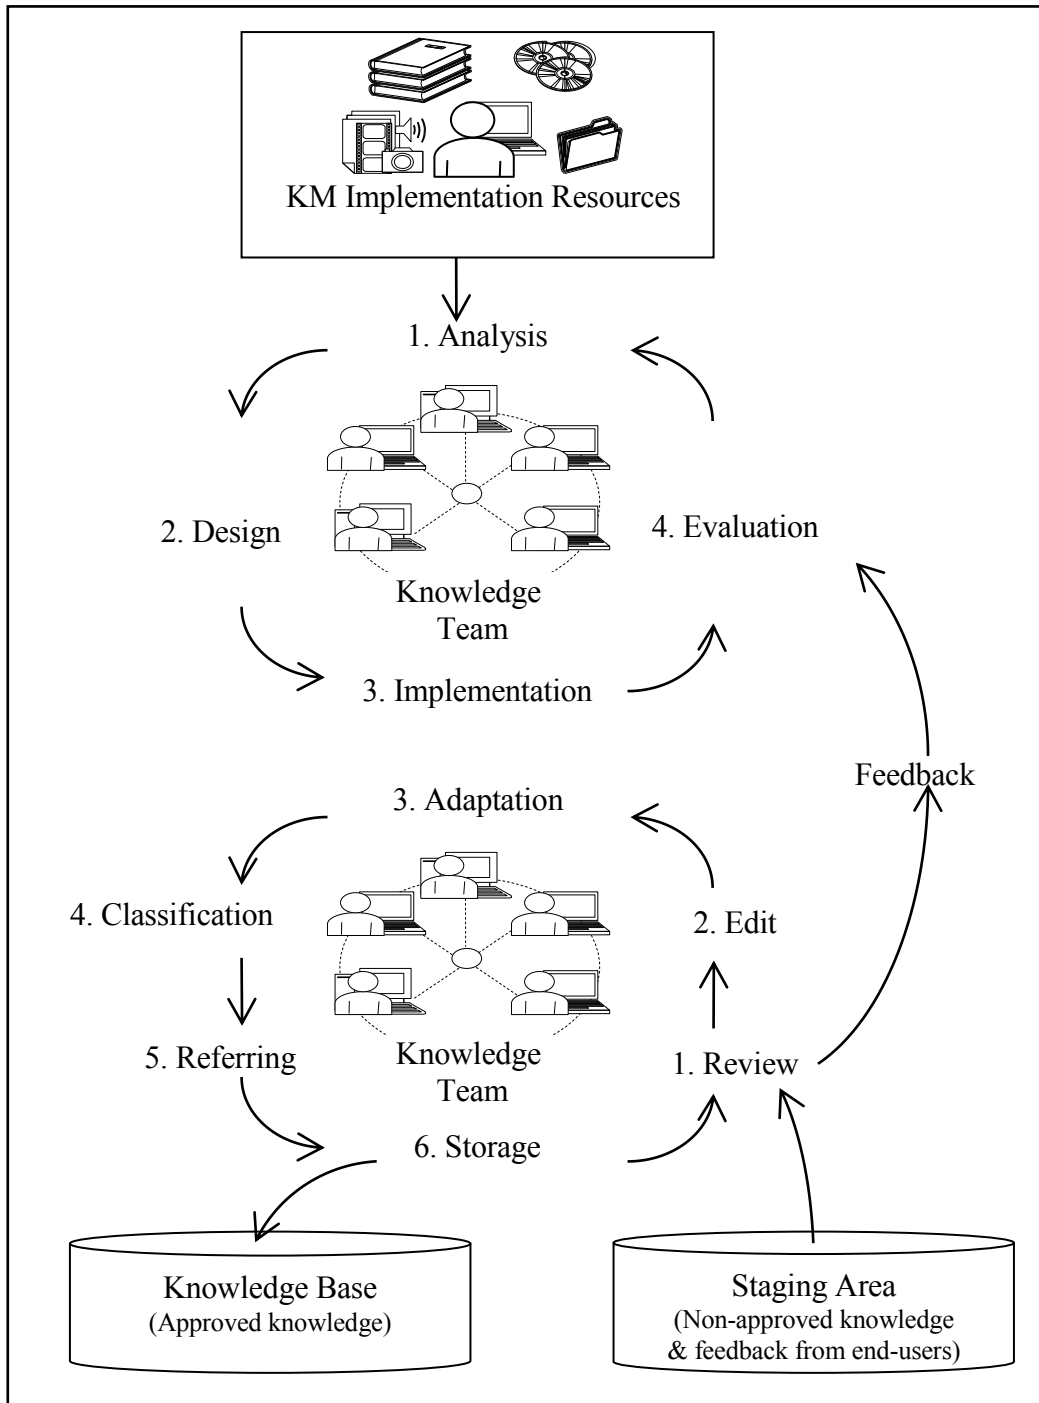 KM Implementation Resources
1. Analysis
2. Design
4. Evaluation
Knowledge
Team
3. Implementation
Feedback
3. Adaptation
4. Classification
2. Edit
5. Referring
Knowledge
Team
1. Review
6. Storage
Knowledge Base
(Approved knowledge)
Staging Area
(Non-approved knowledge
& feedback from end-users)